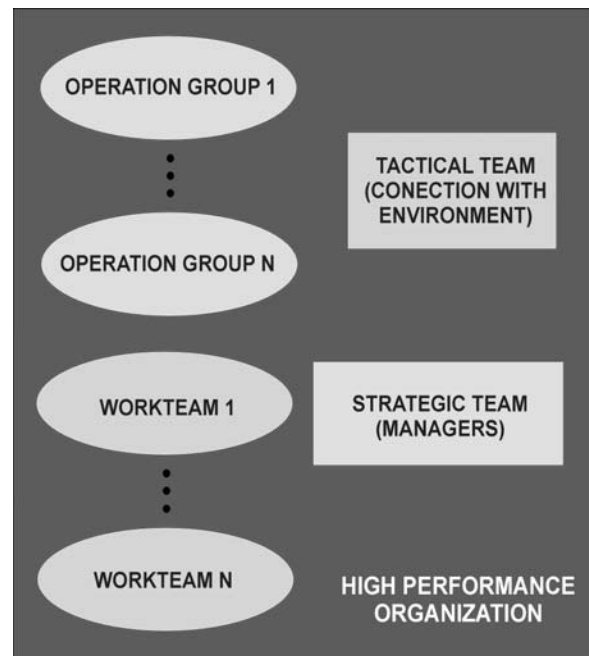 OPERATION GROUP 1
TACTICAL TEAM
(CONECTION WITH
ENVIRONMENT)
OPERATION GROUP N
WORKTEAM 1
STRATEGIC TEAM
(MANAGERS)
WORKTEAM N
HIGH PERFORMANCE
ORGANIZATION